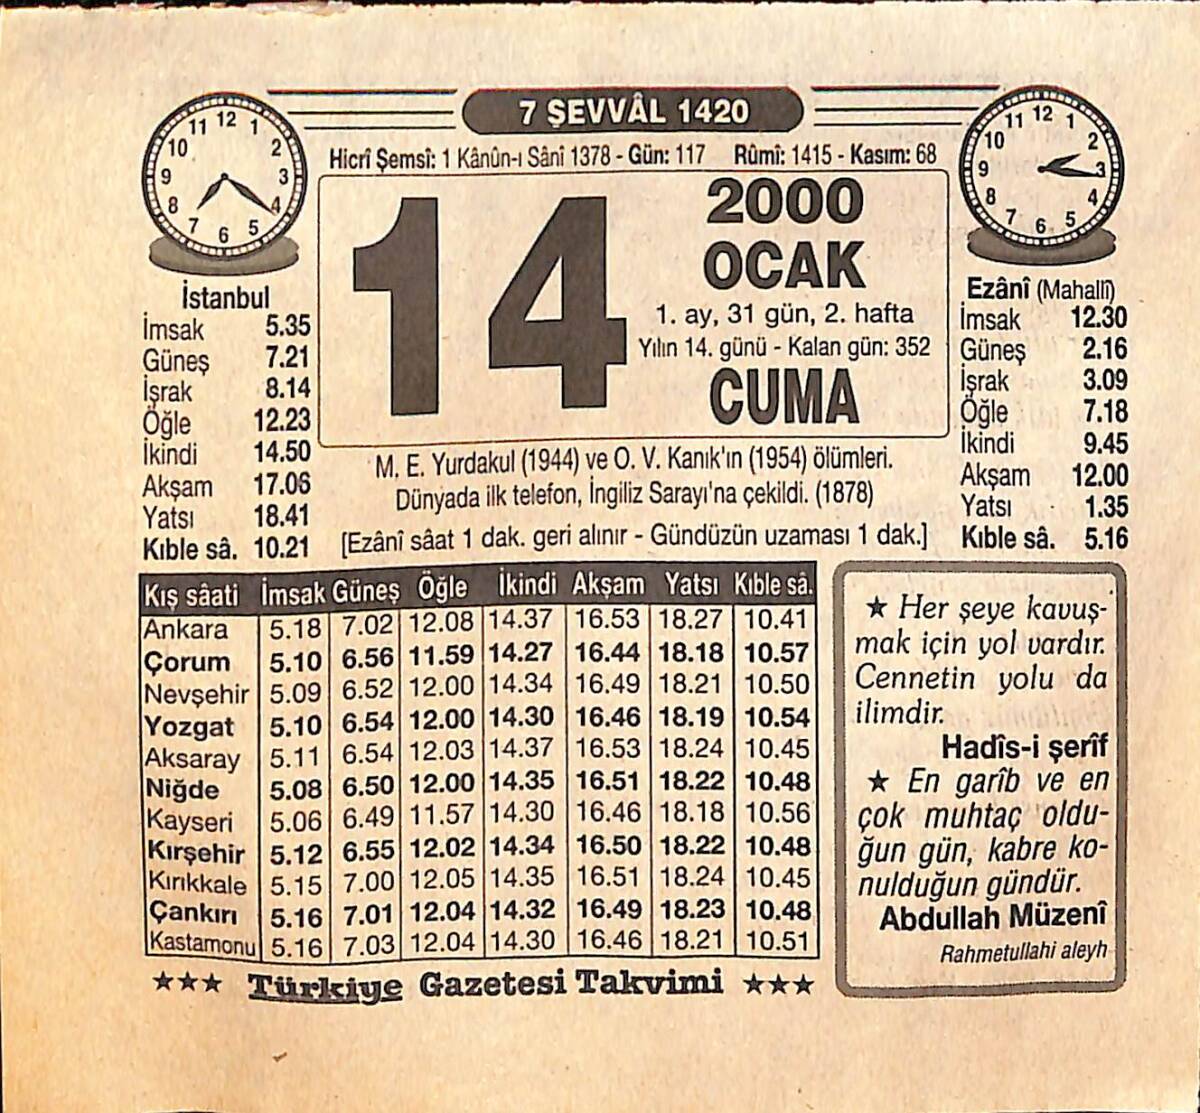 7 ŞEVVÂL 1420
Hicrî Şemsî: 1 Kânûn-ı Sânî 1378 - Gün: 117 Rûmî: 1415 - Kasım: 68
11 12 1
10 2
9 3
8 4
7 6 5
14
2000
OCAK
1. ay, 31 gün, 2. hafta
Yılın 14. günü - Kalan gün: 352
CUMA
11 12 1
10 2
9 3
8 4
7 6 5
İstanbul
İmsak 5.35
Güneş 7.21
İşrak 8.14
Öğle 12.23
İkindi 14.50
Akşam 17.06
Yatsı 18.41
Kıble sâ. 10.21
Ezânî (Mahallî)
İmsak 12.30
Güneş 2.16
İşrak 3.09
Öğle 7.18
İkindi 9.45
Akşam 12.00
Yatsı 1.35
Kıble sâ. 5.16
M. E. Yurdakul (1944) ve O. V. Kanık'ın (1954) ölümleri.
Dünyada ilk telefon, İngiliz Sarayı'na çekildi. (1878)
[Ezânî sâat 1 dak. geri alınır - Gündüzün uzaması 1 dak.]
Kış sâati İmsak Güneş Öğle İkindi Akşam Yatsı Kıble sâ.
Ankara 5.18 7.02 12.08 14.37 16.53 18.27 10.41
Çorum 5.10 6.56 11.59 14.27 16.44 18.18 10.57
Nevşehir 5.09 6.52 12.00 14.34 16.49 18.21 10.50
Yozgat 5.10 6.54 12.00 14.30 16.46 18.19 10.54
Aksaray 5.11 6.54 12.03 14.37 16.53 18.24 10.45
Niğde 5.08 6.50 12.00 14.35 16.51 18.22 10.48
Kayseri 5.06 6.49 11.57 14.30 16.46 18.18 10.56
Kırşehir 5.12 6.55 12.02 14.34 16.50 18.22 10.48
Kırıkkale 5.15 7.00 12.05 14.35 16.51 18.24 10.45
Çankırı 5.16 7.01 12.04 14.32 16.49 18.23 10.48
Kastamonu 5.16 7.03 12.04 14.30 16.46 18.21 10.51
★ Her şeye kavuş-
mak için yol vardır.
Cennetin yolu da
ilimdir.
Hadîs-i şerîf
★ En garîb ve en
çok muhtaç oldu-
ğun gün, kabre ko-
nulduğun gündür.
Abdullah Müzenî
Rahmetullahi aleyh
★★★ Türkiye Gazetesi Takvimi ★★★